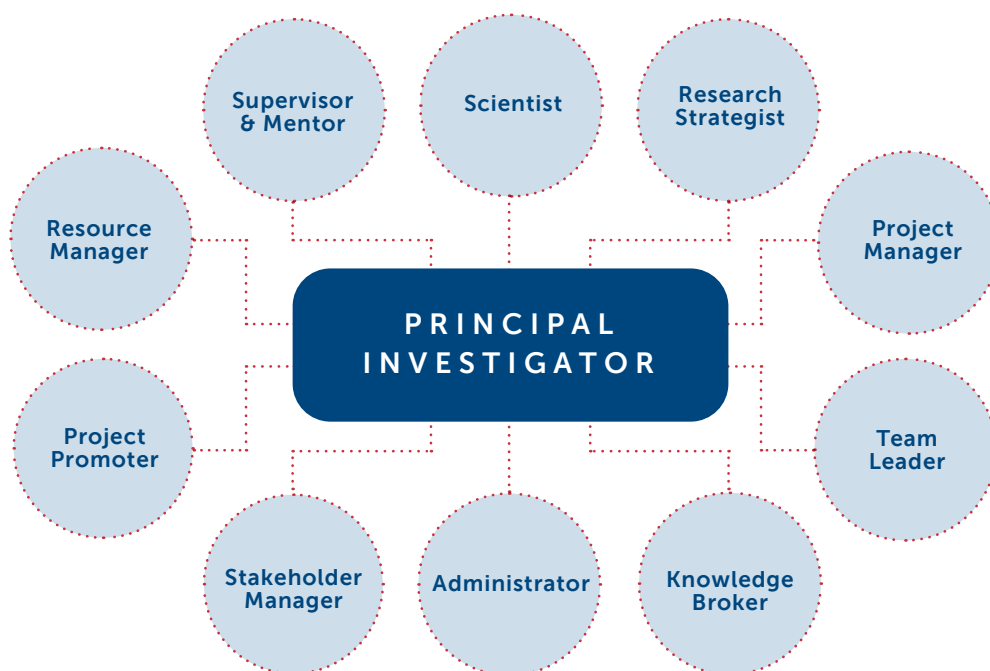 Supervisor
& Mentor
Scientist
Research
Strategist
Resource
Manager
Project
Manager
PRINCIPAL
INVESTIGATOR
Project
Promoter
Team
Leader
Stakeholder
Manager
Administrator
Knowledge
Broker